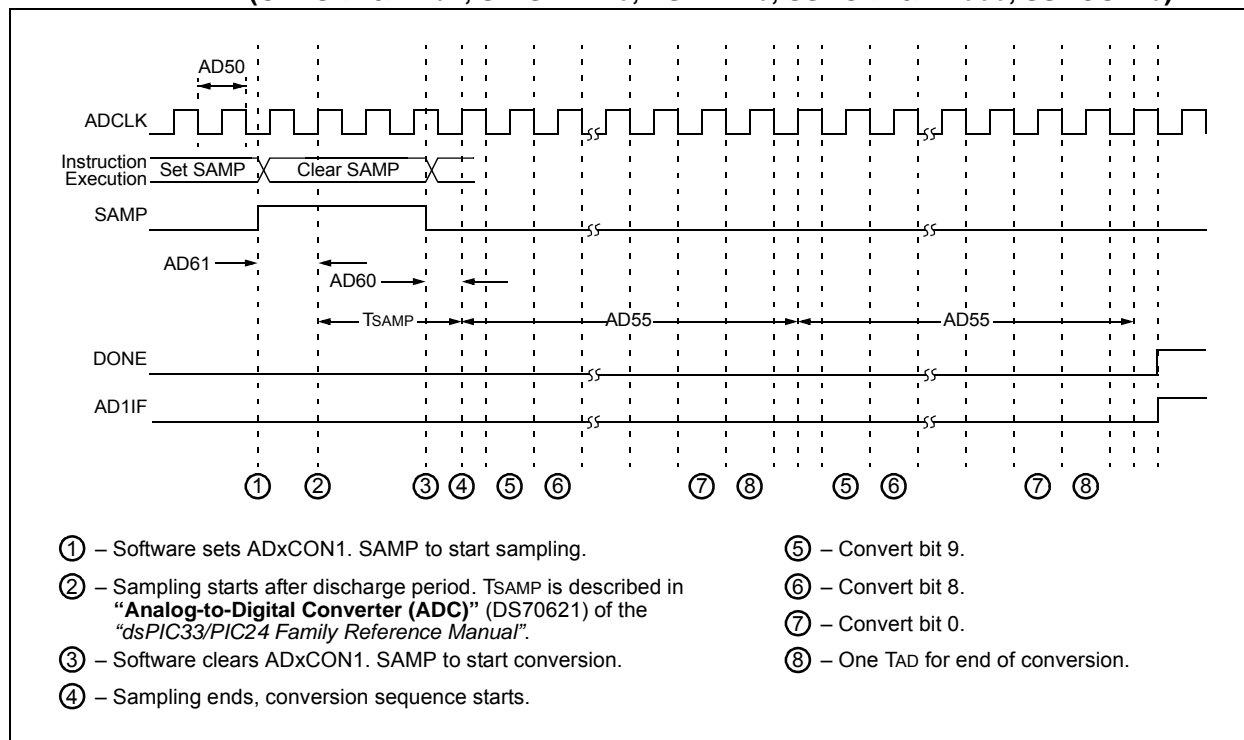 AD50
ADCLK
Instruction
Execution
Set SAMP
Clear SAMP
SAMP
AD61
AD60
TSAMP
AD55
AD55
DONE
AD1IF
1 2 3 4 5 6 7 8 5 6 7 8
1 – Software sets ADxCON1. SAMP to start sampling.
2 – Sampling starts after discharge period. TSAMP is described in
“Analog-to-Digital Converter (ADC)” (DS70621) of the
“dsPIC33/PIC24 Family Reference Manual”.
3 – Software clears ADxCON1. SAMP to start conversion.
4 – Sampling ends, conversion sequence starts.
5 – Convert bit 9.
6 – Convert bit 8.
7 – Convert bit 0.
8 – One TAD for end of conversion.